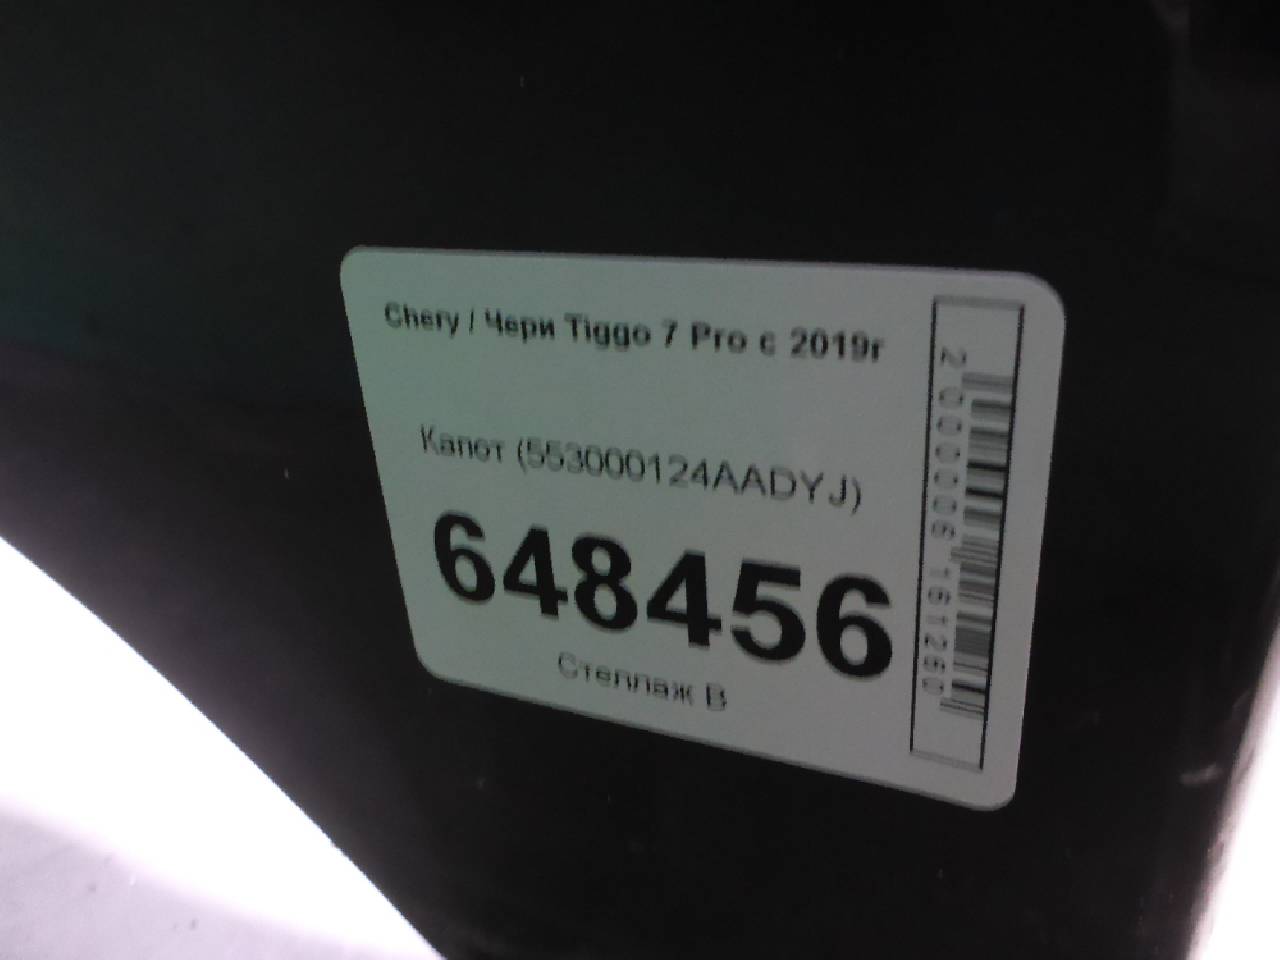 Chery / Чери Tiggo 7 Pro с 2019г
Капот (553000124AADYJ)
648456
Стеллаж В
2000006161260